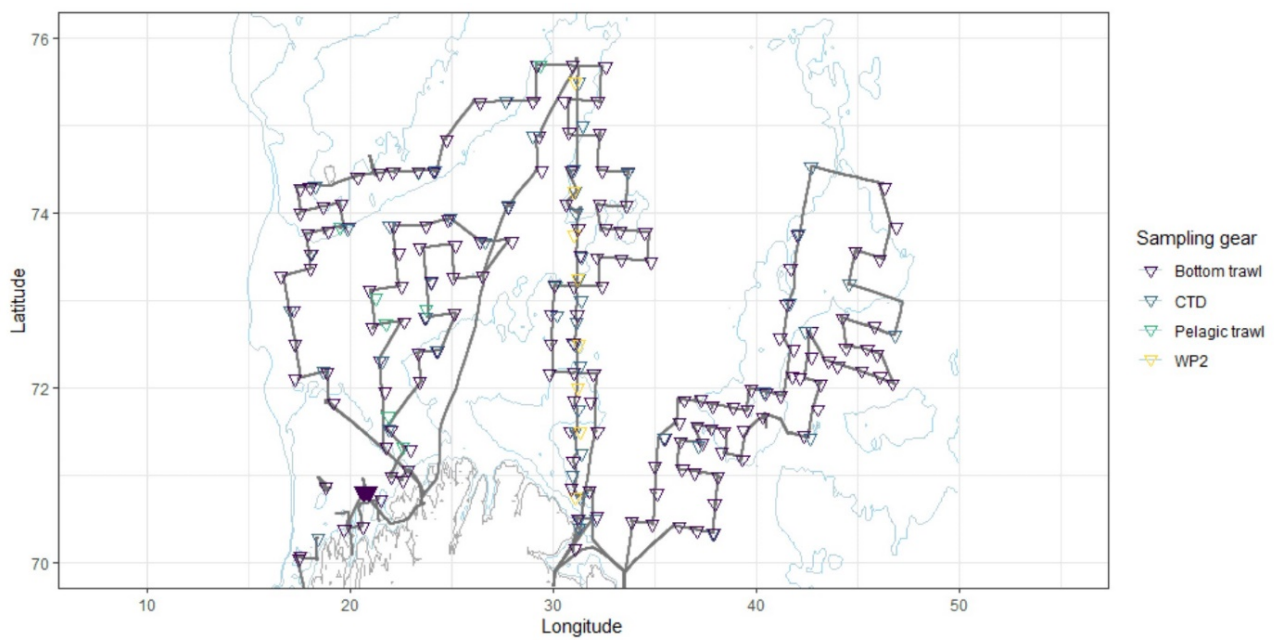 76
74
72
70
Latitude
10
20
30
40
50
Longitude
Sampling gear
Bottom trawl
CTD
Pelagic trawl
WP2